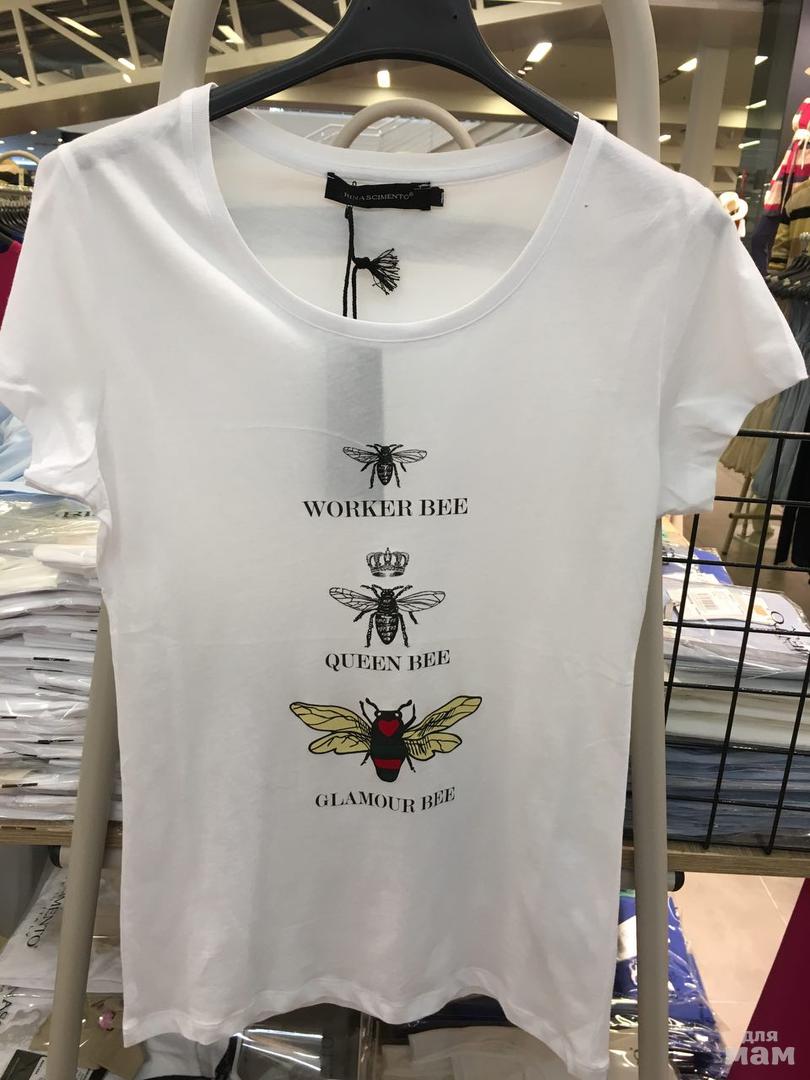 RINASCIMENTO®
WORKER BEE
QUEEN BEE
GLAMOUR BEE
для
мам